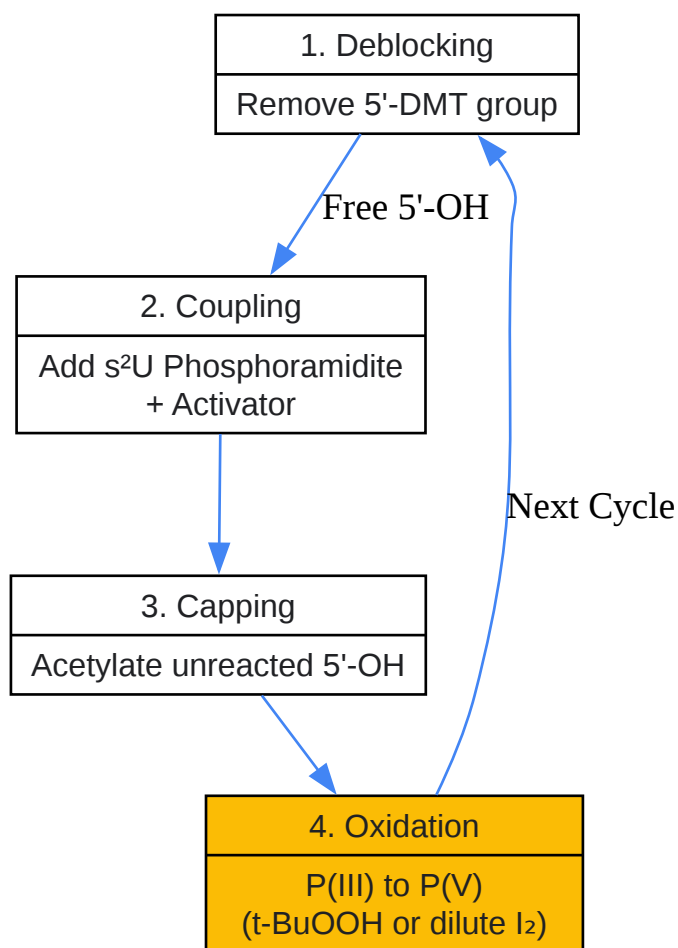 1. Deblocking
Remove 5'-DMT group
Free 5'-OH
2. Coupling
Add s²U Phosphoramidite
+ Activator
Next Cycle
3. Capping
Acetylate unreacted 5'-OH
4. Oxidation
P(III) to P(V)
(t-BuOOH or dilute I₂)